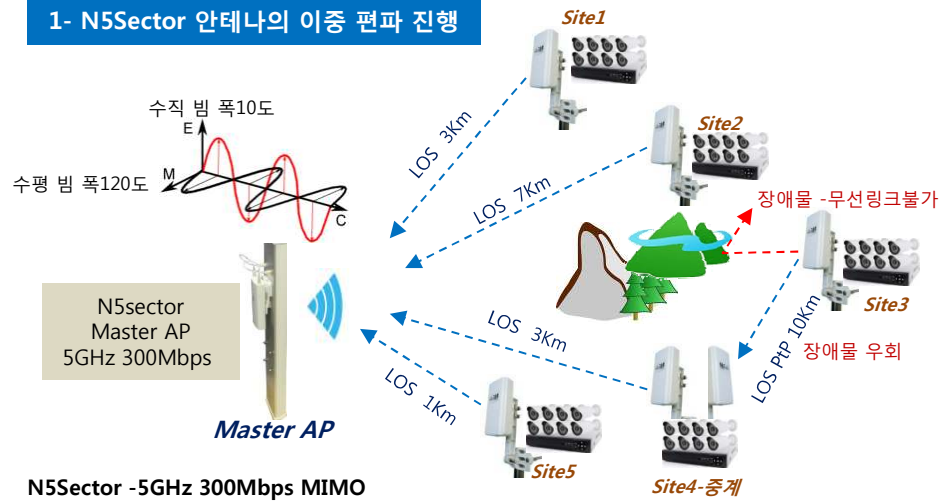 1- N5Sector 안테나의 이중 편파 진행
Site1
수직 빔 폭10도
E
M
C
수평 빔 폭120도
LOS 3Km
Site2
LOS 7Km
장애물 -무선링크불가
Site3
N5sector
Master AP
5GHz 300Mbps
LOS 3Km
LOS PtP 10Km
장애물 우회
LOS 1Km
Master AP
Site5
Site4-중계
N5Sector -5GHz 300Mbps MIMO